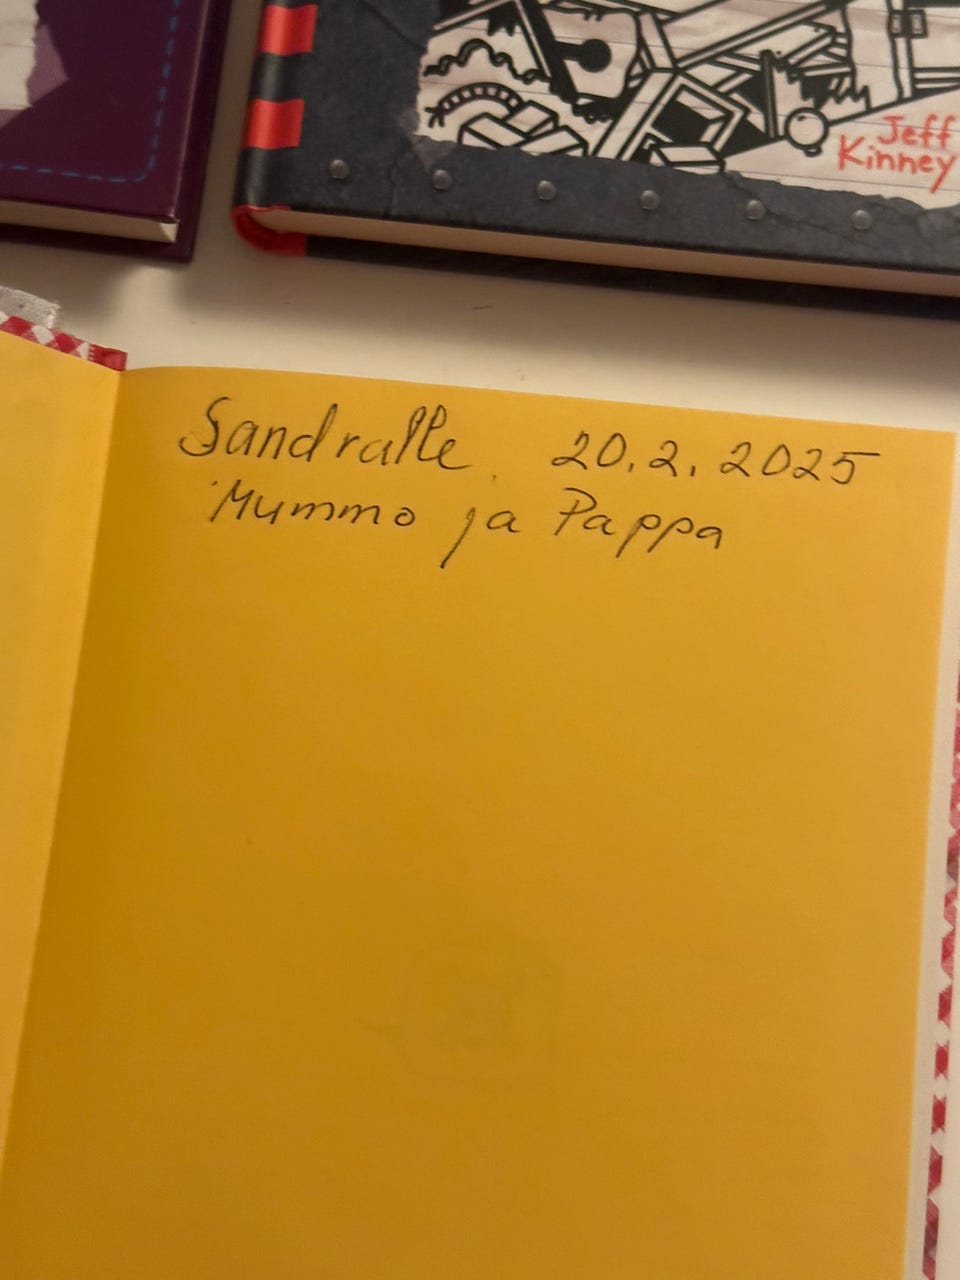 Jeff
Kinney
Sandralle. 20.2.2025
Mummo ja Pappa